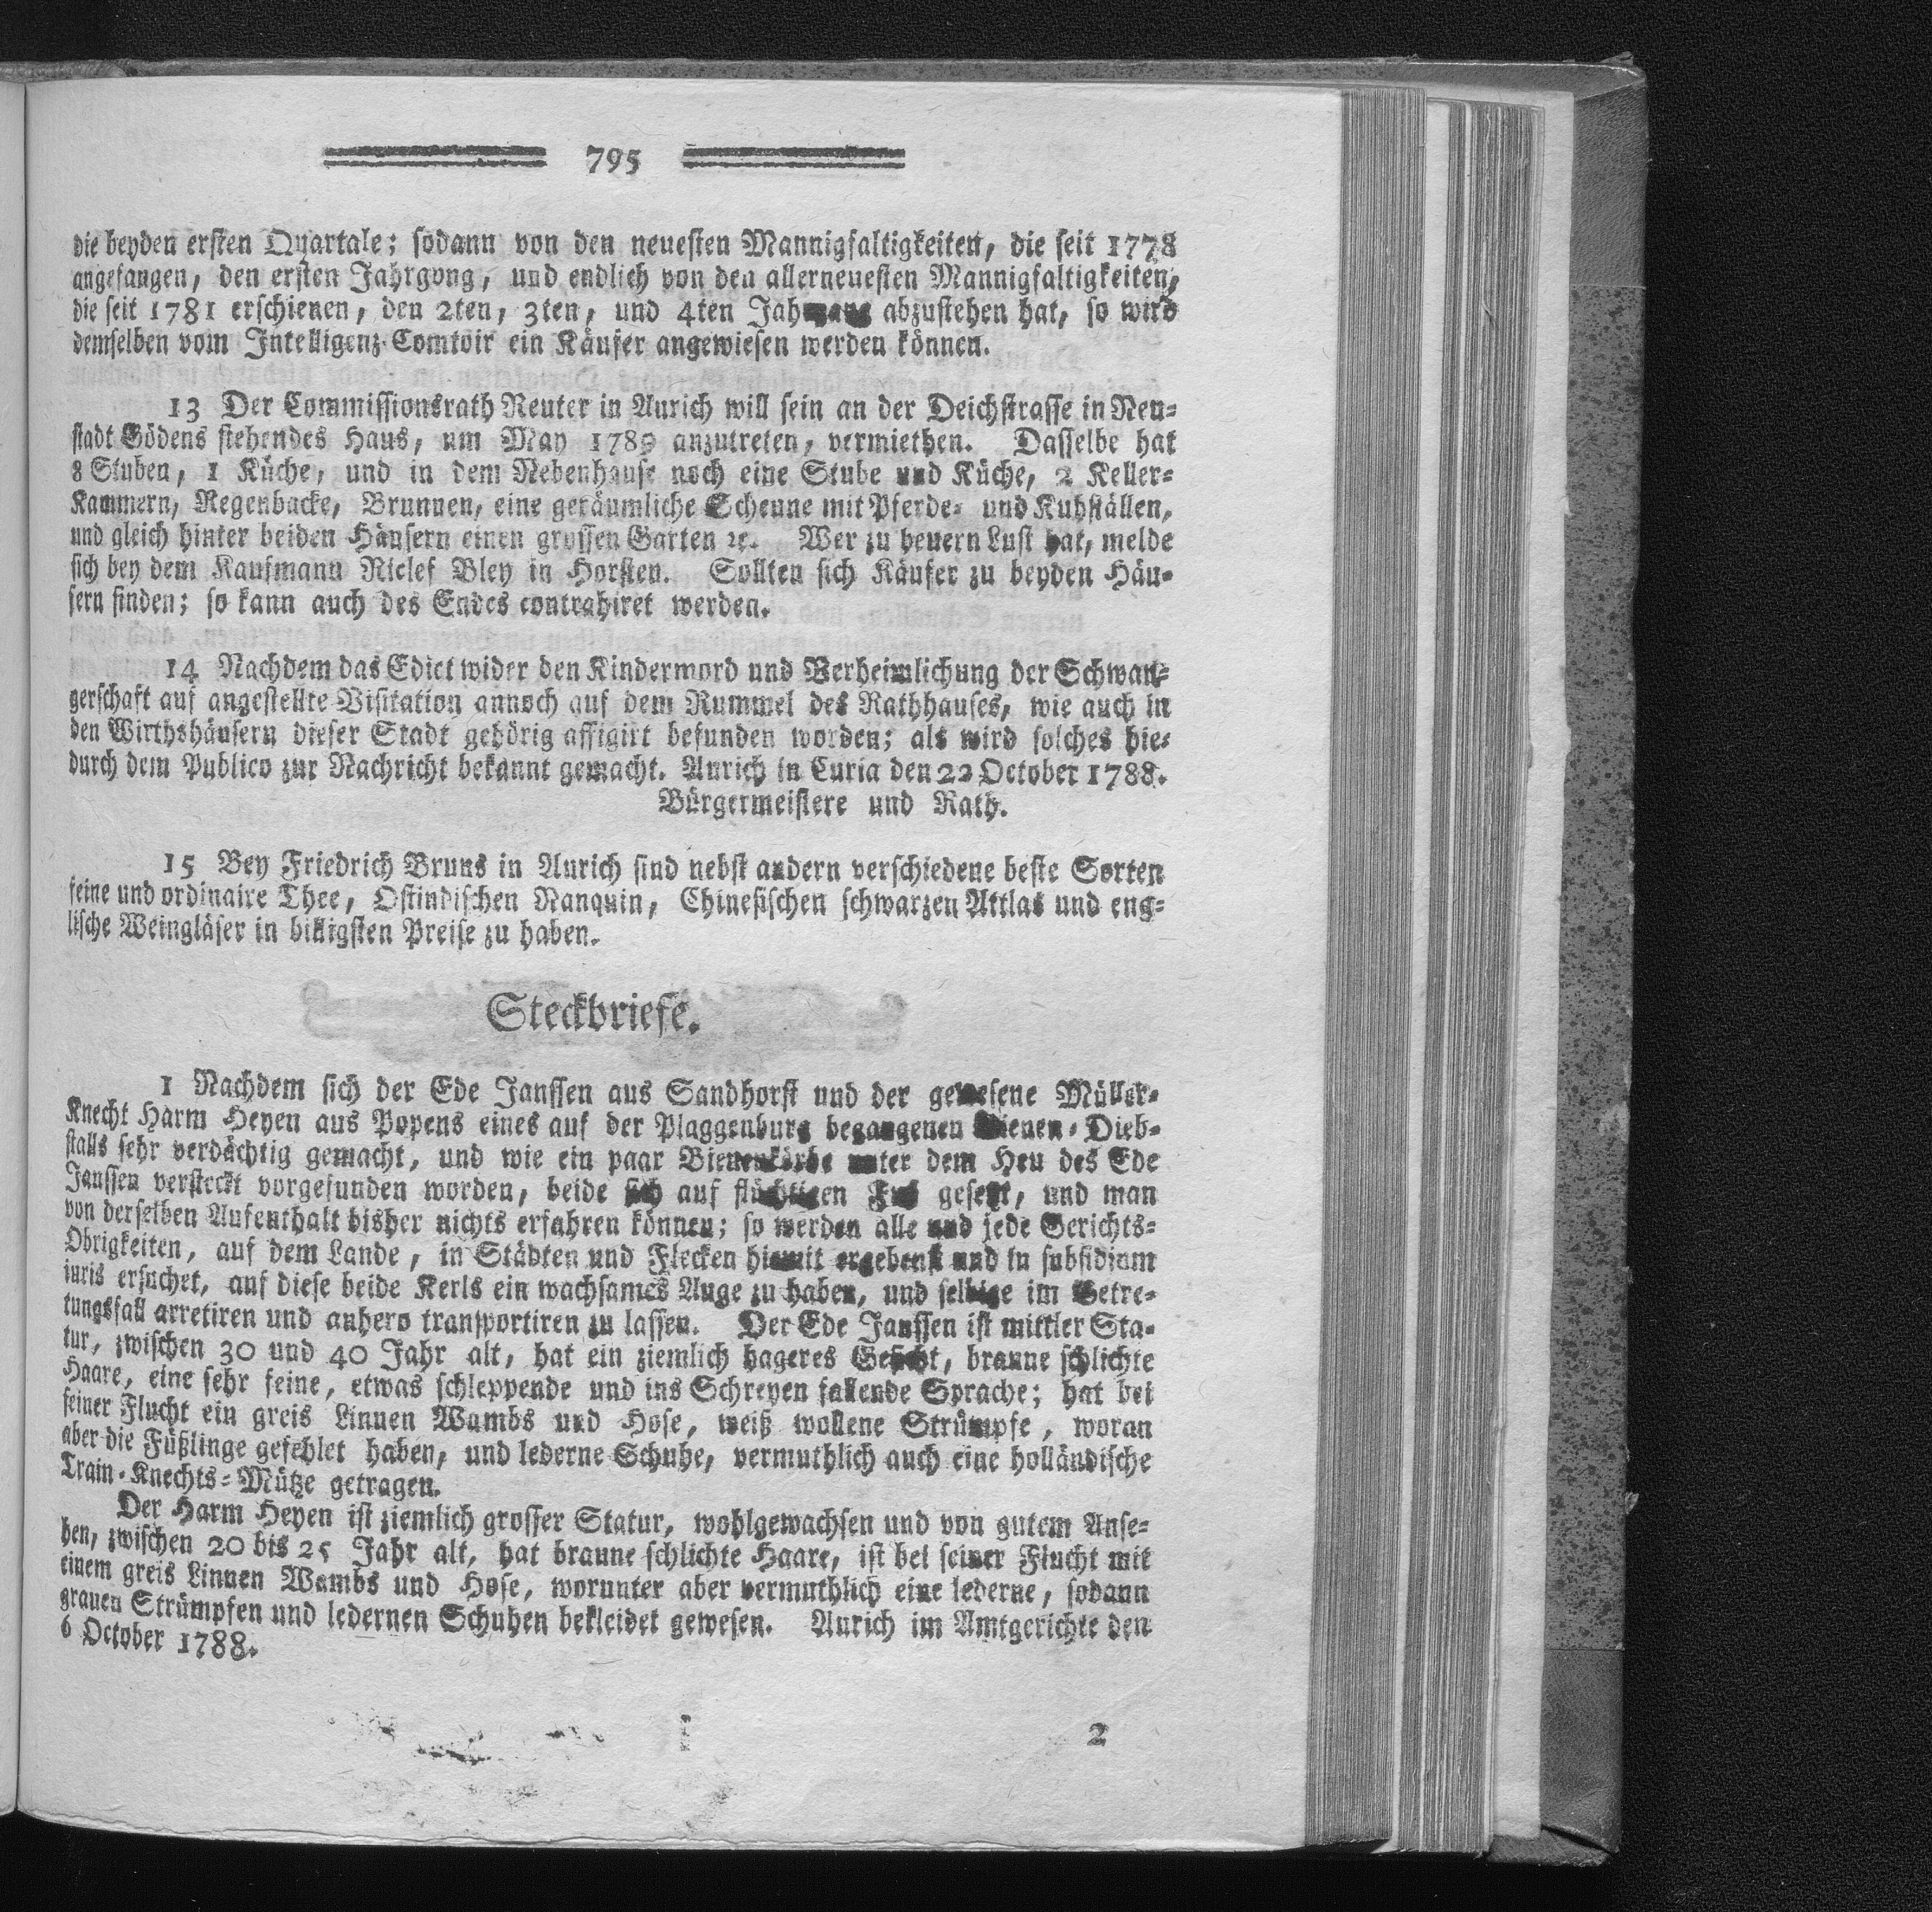 795
die beyden ersten Quartale; sodann von den neuesten Mannigfaltigkeiten, die seit 1778
angefangen, den ersten Jahrgong, und endlich von den allerneuesten Mannigfaltigkeiten,
die seit 1781 erschienen, den 2ten, 3ten, und 4ten Jahrgang abzustehen hat, so wird
demselben vom Intelligenz-Comtoir ein Käufer angewiesen werden können.
13 Der Commissionsrath Reuter in Aurich will sein an der Deichstrasse in Neu-
stadt Gödens stehendes Haus, um May 1789 anzutreten, vermiethen. Dasselbe hat
8 Stuben, 1 Küche, und in dem Nebenhause noch eine Stube und Küche, 2 Keller-
Kammern, Regenbacke, Brunnen, eine geräumliche Scheune mit Pferde- und Kuhställen,
und gleich hinter beiden Häusern einen grossen Garten ꝛc. Wer zu heuern Lust hat, melde
sich bey dem Kaufmann Riclef Bley in Horsten. Sollten sich Käufer zu beyden Häu-
sern finden; so kann auch des Endes contrahiret werden.
14 Nachdem das Edict wider den Kindermord und Verheimlichung der Schwan-
gerschaft auf angestellte Visitation annoch auf dem Rummel des Rathhauses, wie auch in
den Wirthshäusern dieser Stadt gehörig affigirt befunden worden; als wird solches hie-
durch dem Publico zur Nachricht bekannt gemacht. Aurich in Curia den 22 October 1788.
Bürgermeistere und Rath.
15 Bey Friedrich Bruns in Aurich sind nebst andern verschiedene beste Sorten
feine und ordinaire Thee, Ostindischen Nanquin, Chinesischen schwarzen Attlas und eng-
lische Weingläser in billigsten Preise zu haben.
Steckbriefe.
1 Nachdem sich der Ede Janssen aus Sandhorst und der gewesene Müller-
Knecht Harm Heyen aus Popens eines auf der Plaggenburg begangenen Bienen-Dieb-
stalls sehr verdächtig gemacht, und wie ein paar Bienenkörbe unter dem Heu des Ede
Janssen versteckt vorgefunden worden, beide sich auf flüchtigen Fuß gesetzt, und man
von derselben Aufenthalt bisher nichts erfahren können; so werden alle und jede Gerichts-
Obrigkeiten, auf dem Lande, in Städten und Flecken hiemit ergebenst und in subsidium
iuris ersuchet, auf diese beide Kerls ein wachsames Auge zu haben, und selbige im Betre-
tungsfall arretiren und anhero transportiren zu lassen. Der Ede Janssen ist mittler Sta-
tur, zwischen 30 und 40 Jahr alt, hat ein ziemlich hageres Gesicht, braune schlichte
Haare, eine sehr feine, etwas schleppende und ins Schreyen fallende Sprache; hat bei
seiner Flucht ein greis Linnen Wambs und Hose, weiß wollene Strümpfe, woran
aber die Füßlinge gefehlet haben, und lederne Schuhe, vermuthlich auch eine holländische
Train-Knechts-Mütze getragen.
Der Harm Heyen ist ziemlich grosser Statur, wohlgewachsen und von gutem Anse-
hen, zwischen 20 bis 25 Jahr alt, hat braune schlichte Haare, ist bei seiner Flucht mit
einem greis Linnen Wambs und Hose, worunter aber vermuthlich eine lederne, sodann
grauen Strümpfen und ledernen Schuhen bekleidet gewesen. Aurich im Amtgerichte den
6 October 1788.
2